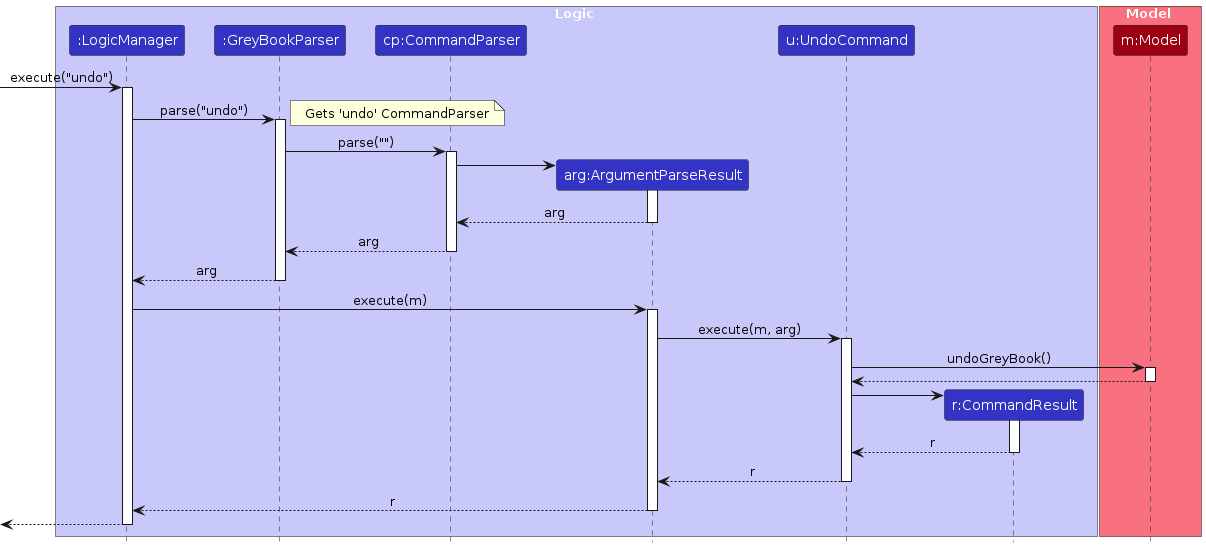 Logic
Model
:LogicManager
:GreyBookParser
cp:CommandParser
u:UndoCommand
m:Model
execute("undo")
parse("undo")
Gets 'undo' CommandParser
parse("")
arg:ArgumentParseResult
arg
arg
arg
execute(m)
execute(m, arg)
undoGreyBook()
r:CommandResult
r
r
r